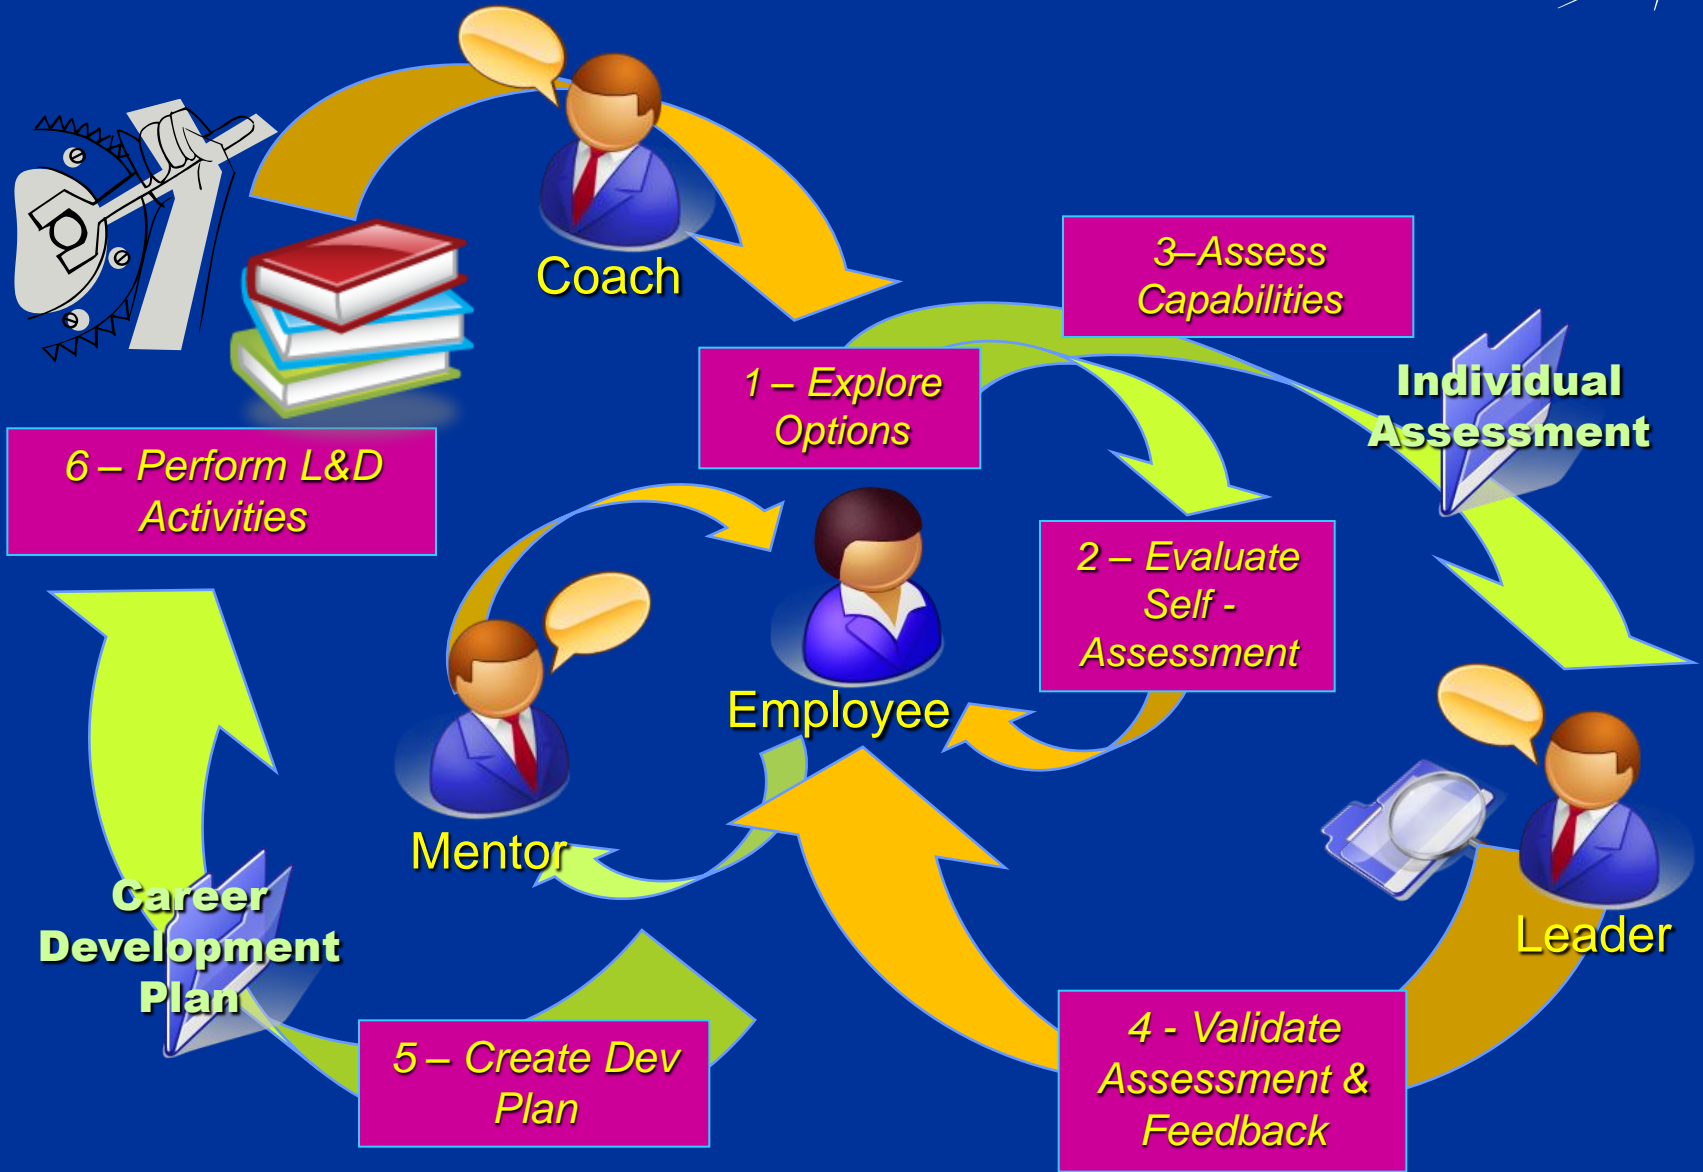 Coach
3–Assess
Capabilities
1 – Explore
Options
Individual
Assessment
6 – Perform L&D
Activities
2 – Evaluate
Self -
Assessment
Employee
Mentor
Career
Development
Plan
Leader
5 – Create Dev
Plan
4 - Validate
Assessment &
Feedback